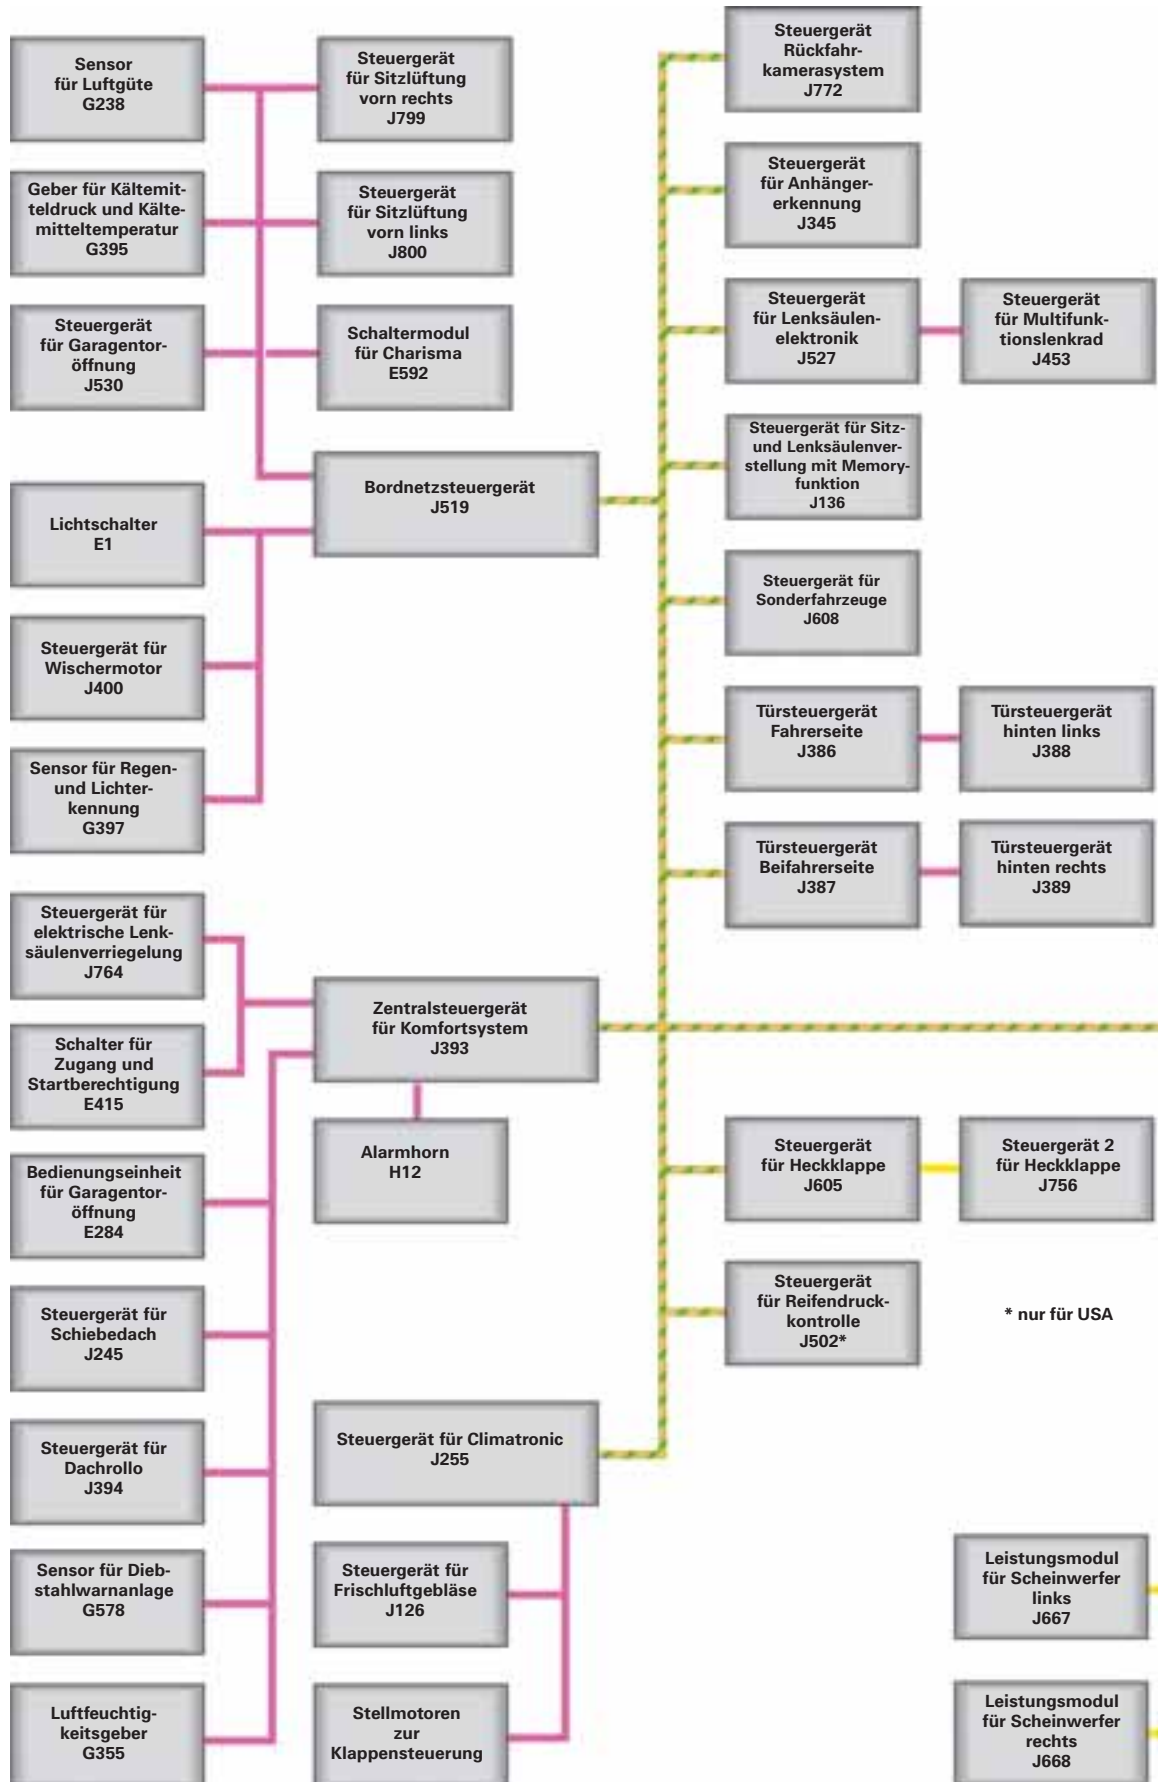 Sensor
für Luftgüte
G238
Steuergerät
für Sitzlüftung
vorn rechts
J799
Geber für Kältemit-
teldruck und Kälte-
mitteltemperatur
G395
Steuergerät
für Sitzlüftung
vorn links
J800
Steuergerät
für Garagentor-
öffnung
J530
Schaltermodul
für Charisma
E592
Bordnetzsteuergerät
J519
Lichtschalter
E1
Steuergerät für
Wischermotor
J400
Sensor für Regen-
und Lichter-
kennung
G397
Steuergerät für
elektrische Lenk-
säulenverriegelung
J764
Schalter für
Zugang und
Startberechtigung
E415
Zentralsteuergerät
für Komfortsystem
J393
Alarmhorn
H12
Bedienungseinheit
für Garagentor-
öffnung
E284
Steuergerät für
Schiebedach
J245
Steuergerät für
Dachrollo
J394
Sensor für Dieb-
stahlwarnanlage
G578
Luftfeuchtig-
keitsgeber
G355
Steuergerät für Climatronic
J255
Steuergerät für
Frischluftgebläse
J126
Stellmotoren
zur
Klappensteuerung
Steuergerät
Rückfahr-
kamerasystem
J772
Steuergerät
für Anhänger-
erkennung
J345
Steuergerät
für Lenksäulen-
elektronik
J527
Steuergerät
für Multifunk-
tionslenkrad
J453
Steuergerät für Sitz-
und Lenksäulenver-
stellung mit Memory-
funktion
J136
Steuergerät für
Sonderfahrzeuge
J608
Türsteuergerät
Fahrerseite
J386
Türsteuergerät
hinten links
J388
Türsteuergerät
Beifahrerseite
J387
Türsteuergerät
hinten rechts
J389
Steuergerät
für Heckklappe
J605
Steuergerät 2
für Heckklappe
J756
Steuergerät
für Reifendruck-
kontrolle
J502*
* nur für USA
Leistungsmodul
für Scheinwerfer
links
J667
Leistungsmodul
für Scheinwerfer
rechts
J668